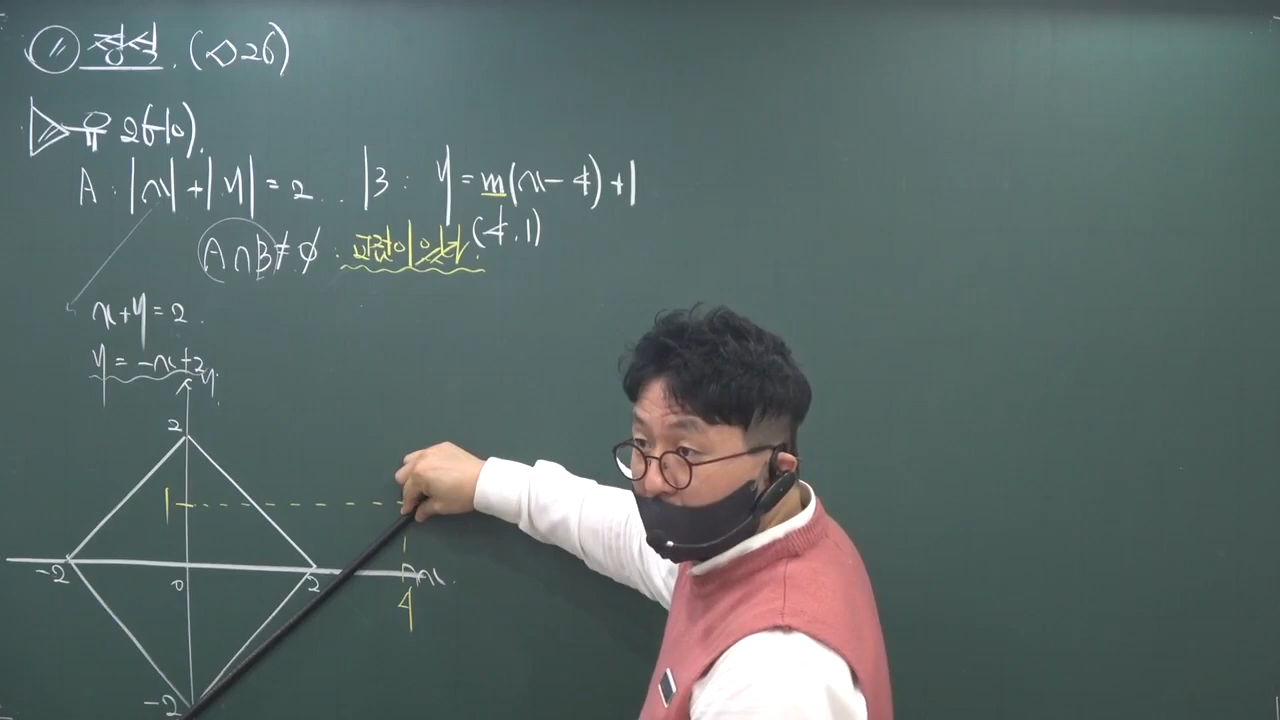 정석. (◇26)
유 26-10).
A : |x|+|y|=2 .. B : y=m(x-4)+1
A∩B≠∅ : 교점이 있다. (4,1)
x+y=2.
y=-x+2
y
2
1
-2 0 2 x
4
-2